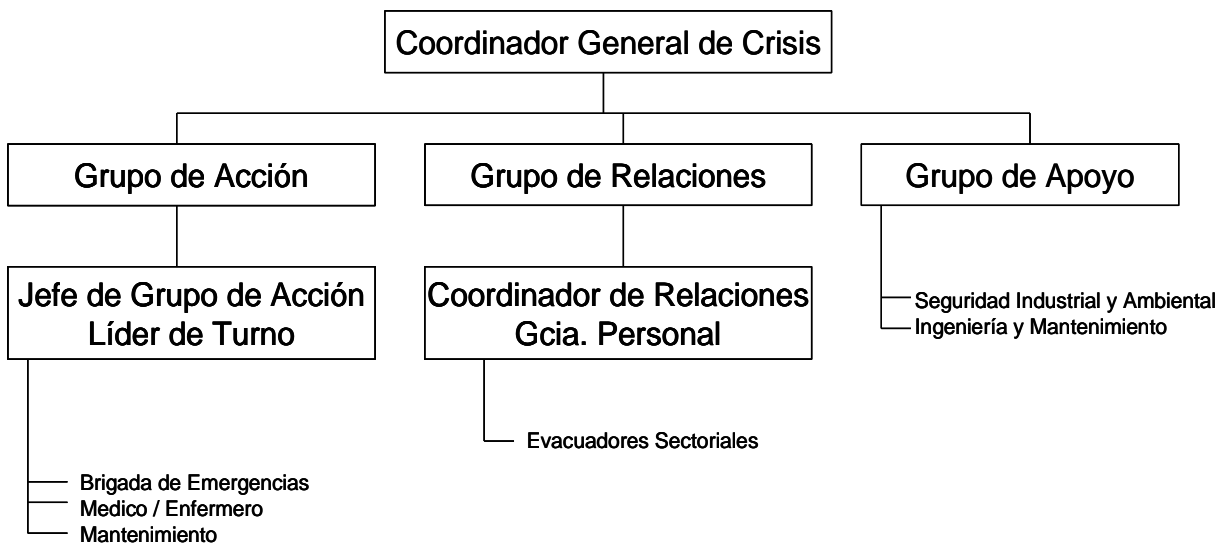 Coordinador General de Crisis
Grupo de Acción
Grupo de Relaciones
Grupo de Apoyo
Jefe de Grupo de Acción
Líder de Turno
Coordinador de Relaciones
Gcia. Personal
Seguridad Industrial y Ambiental
Ingeniería y Mantenimiento
Evacuadores Sectoriales
Brigada de Emergencias
Medico / Enfermero
Mantenimiento